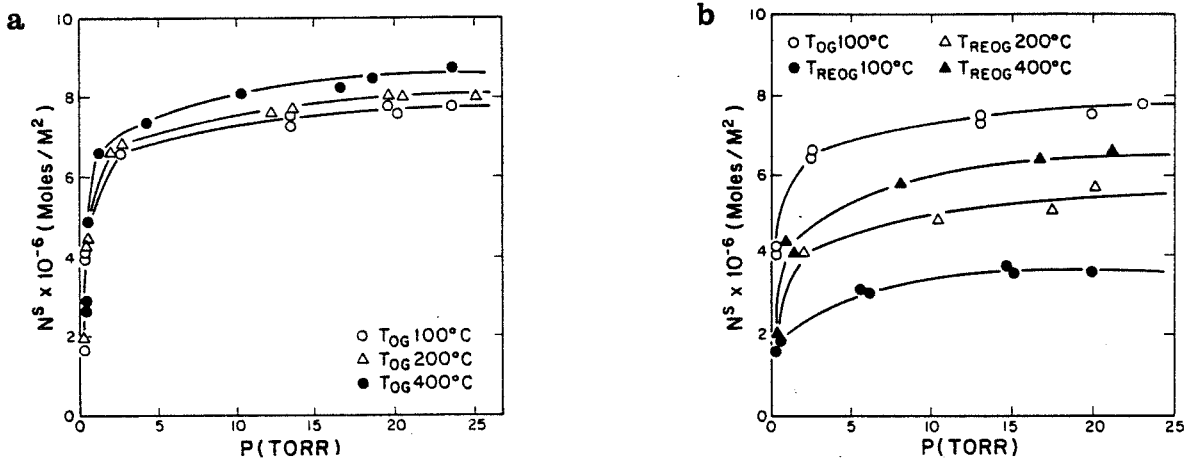 a
10
8
6
4
2
0
N^S x 10^-6 (Moles/M^2)
0 5 10 15 20 25
P(TORR)
○ T_OG 100°C
△ T_OG 200°C
● T_OG 400°C
b
10
8
6
4
2
0
N^S x 10^-6 (Moles/M^2)
○ T_OG 100°C △ T_REOG 200°C
● T_REOG 100°C ▲ T_REOG 400°C
0 5 10 15 20 25
P(TORR)